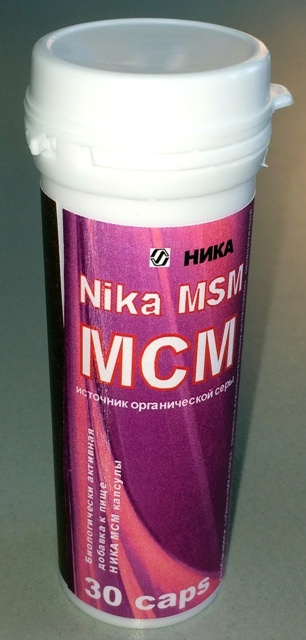 НИКА
Nika MSM
МСМ
источник органической серы
Биологически активная
добавка к пище
НИКА МСМ капсулы
30 caps